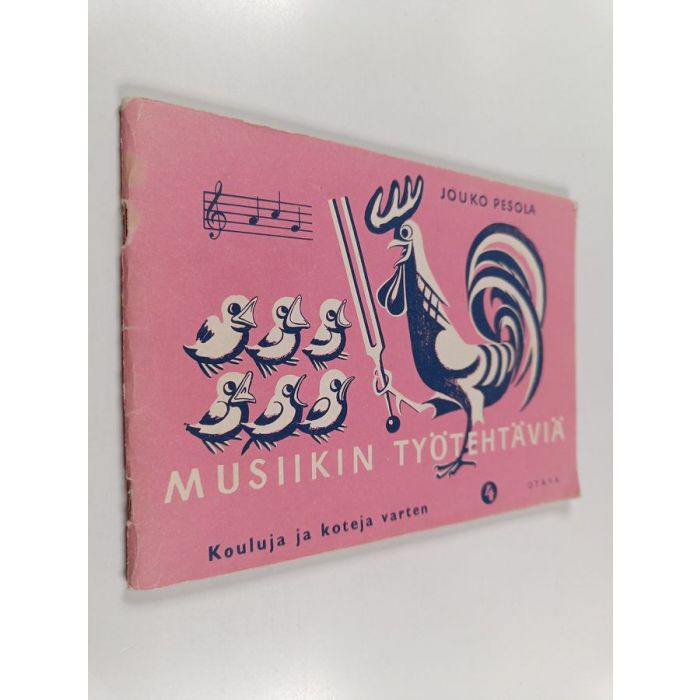 JOUKO PESOLA
MUSIIKIN TYÖTEHTÄVIÄ
Kouluja ja koteja varten
4
OTAVA